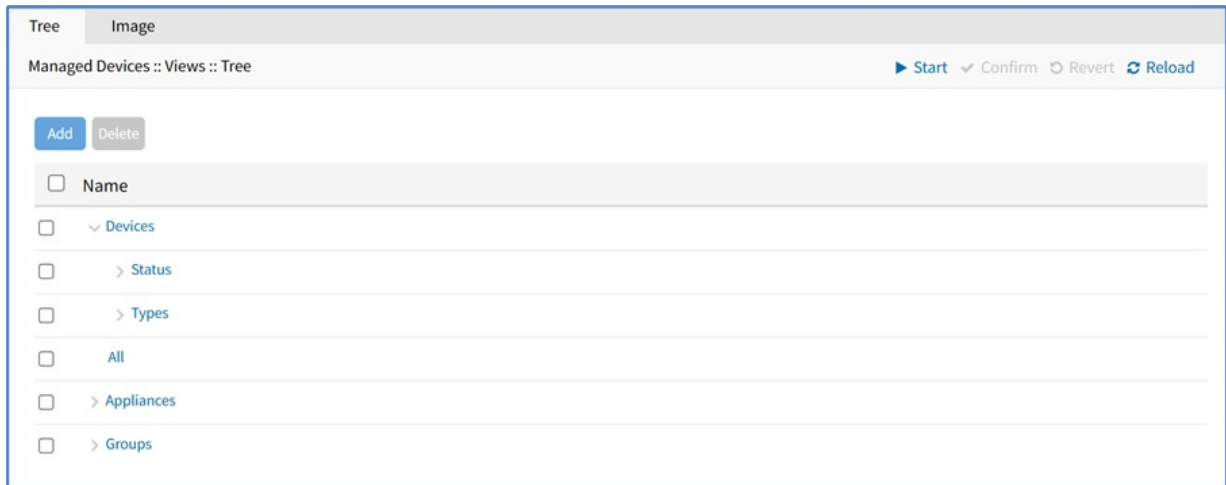 Tree Image
Managed Devices :: Views :: Tree Start Confirm Revert Reload
Add Delete
Name
Devices
Status
Types
All
Appliances
Groups